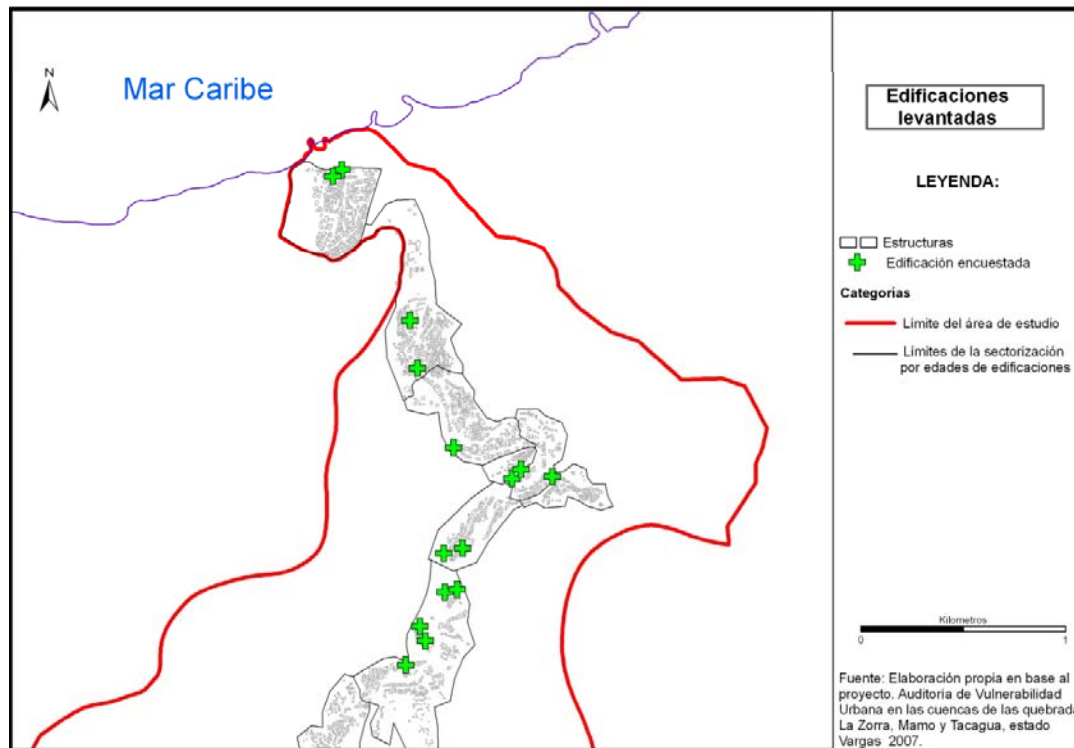 N
Mar Caribe
Edificaciones
levantadas
LEYENDA:
Estructuras
Edificación encuestada
Categorías
Límite del área de estudio
Límites de la sectorización
por edades de edificaciones
Kilometros
0 1
Fuente: Elaboración propia en base al
proyecto. Auditoría de Vulnerabilidad
Urbana en las cuencas de las quebrada
La Zorra, Mamo y Tacagua, estado
Vargas 2007.